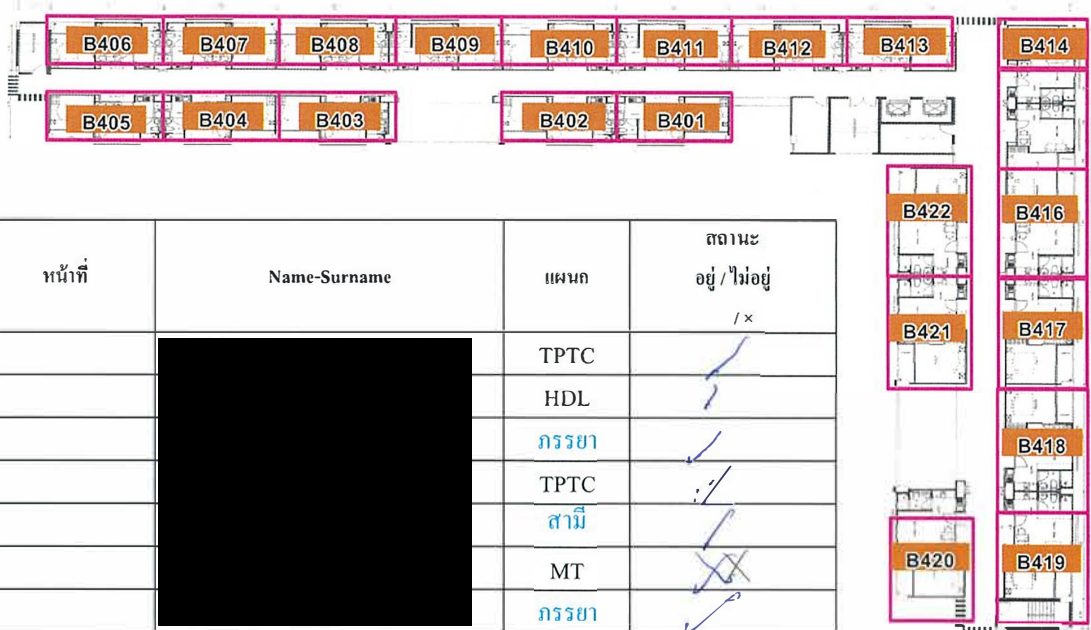 B406 B407 B408 B409 B410 B411 B412 B413 B414
B405 B404 B403 B402 B401
B422 B416
B421 B417
B418
B420 B419
หน้าที่ Name-Surname แผนก สถานะ
อยู่ / ไม่อยู่
/ ×
TPTC /
HDL /
ภรรยา /
TPTC /
สามี /
MT
ภรรยา /